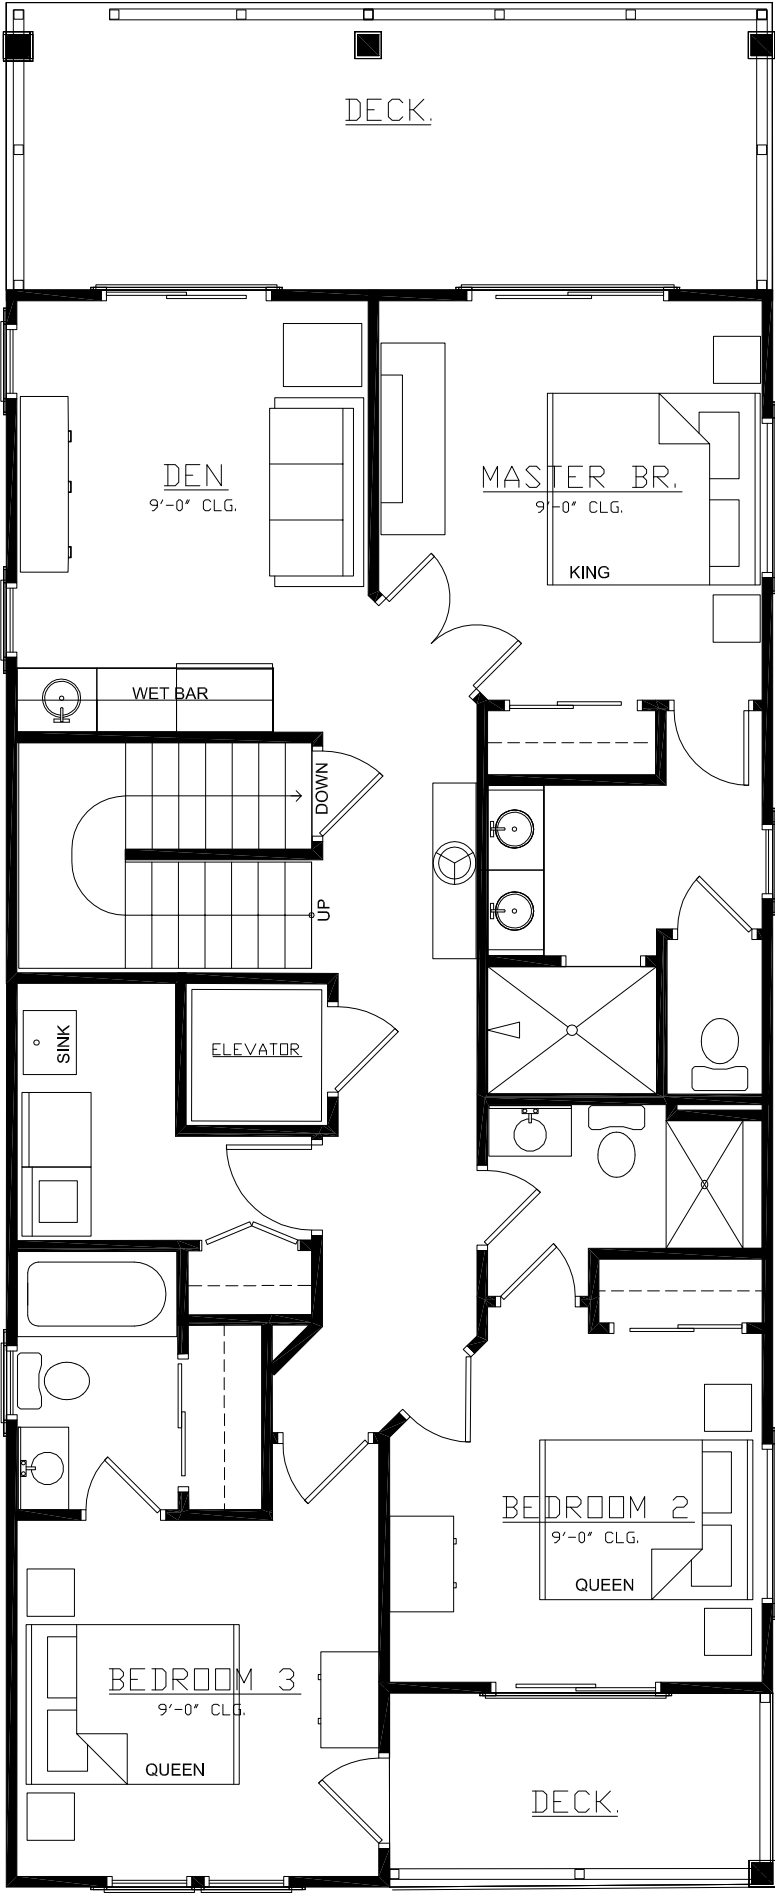 DECK.
DEN
9'-0" CLG.
MASTER BR.
9'-0" CLG.
KING
WET BAR
DOWN
UP
SINK
ELEVATOR
BEDROOM 2
9'-0" CLG.
QUEEN
BEDROOM 3
9'-0" CLG.
QUEEN
DECK.